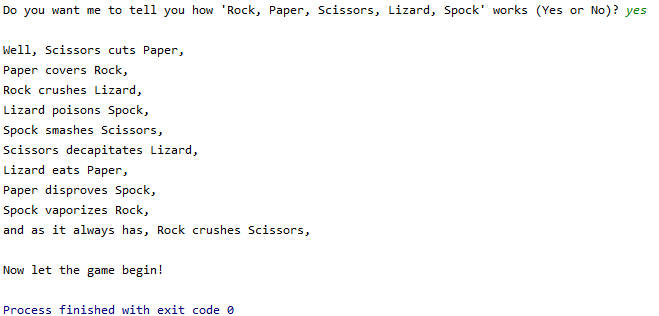 Do you want me to tell you how 'Rock, Paper, Scissors, Lizard, Spock' works (Yes or No)? yes
Well, Scissors cuts Paper,
Paper covers Rock,
Rock crushes Lizard,
Lizard poisons Spock,
Spock smashes Scissors,
Scissors decapitates Lizard,
Lizard eats Paper,
Paper disproves Spock,
Spock vaporizes Rock,
and as it always has, Rock crushes Scissors,
Now let the game begin!
Process finished with exit code 0